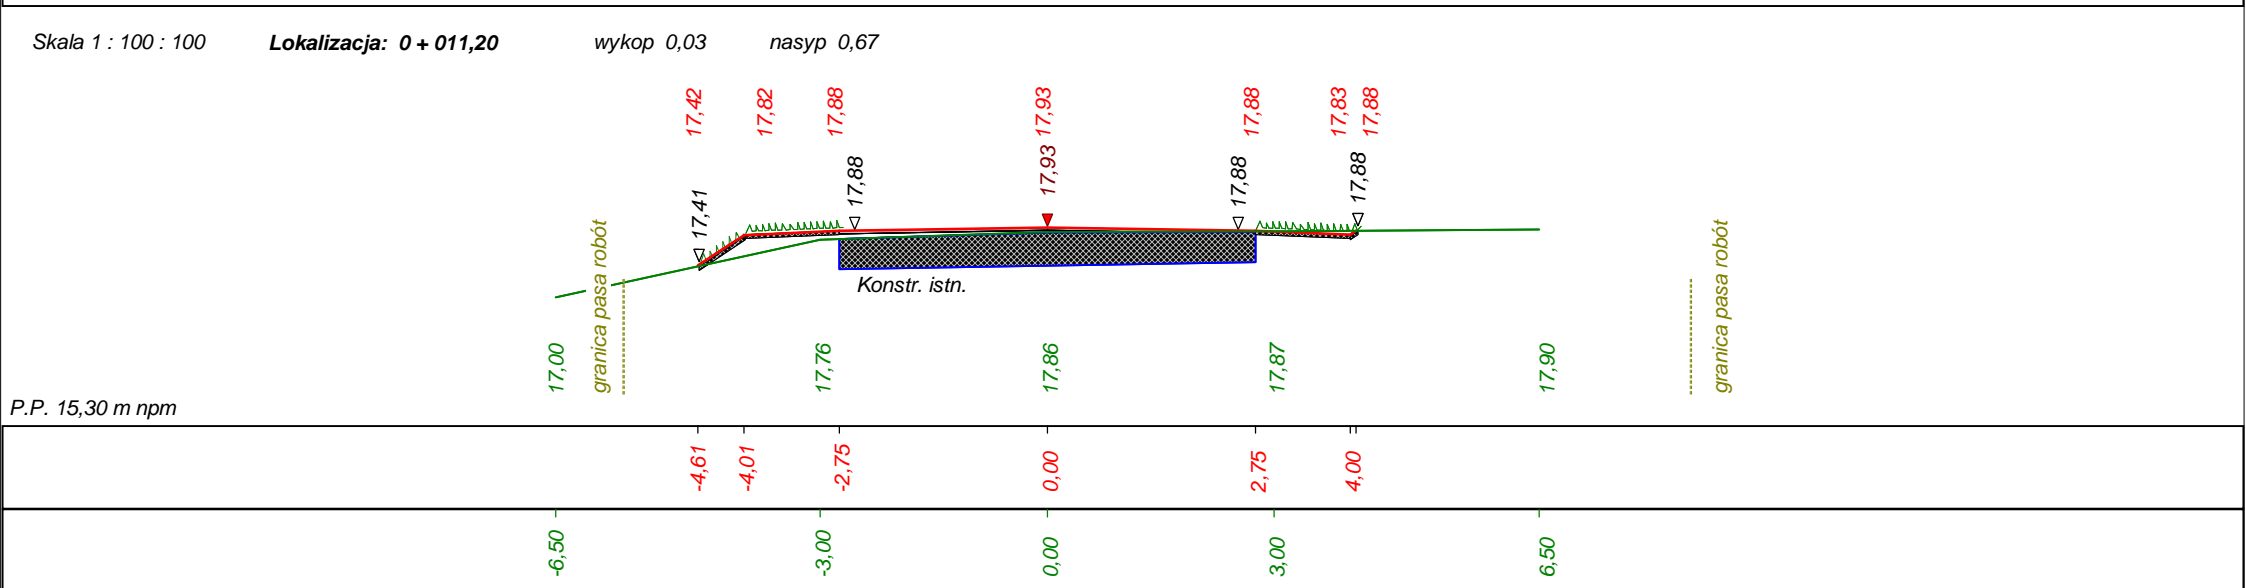 Skala 1 : 100 : 100 Lokalizacja: 0 + 011,20 wykop 0,03 nasyp 0,67
17,42 17,82 17,88 17,93 17,88 17,83 17,88
17,41 17,88 17,93 17,88 17,88
Konstr. istn.
granica pasa robót
granica pasa robót
17,00 17,76 17,86 17,87 17,90
P.P. 15,30 m npm
-4,61 -4,01 -2,75 0,00 2,75 4,00
-6,50 -3,00 0,00 3,00 6,50